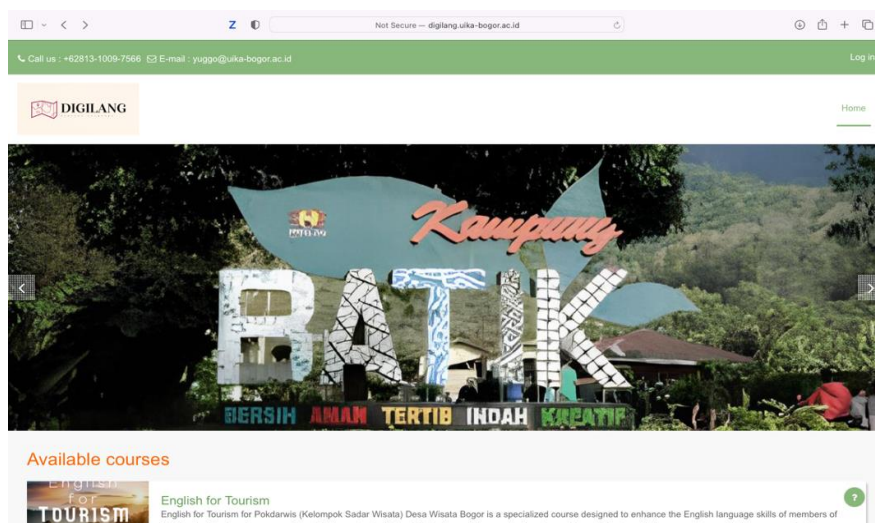 Not Secure — digilang.uika-bogor.ac.id
Call us : +62813-1009-7566 E-mail : yuggo@uika-bogor.ac.id
Log in
DIGILANG
Home
Kampung
BATIK
BERSIH AMAN TERTIB INDAH KREATIF
Available courses
English
for
TOURISM
English for Tourism
English for Tourism for Pokdarwis (Kelompok Sadar Wisata) Desa Wisata Bogor is a specialized course designed to enhance the English language skills of members of
?